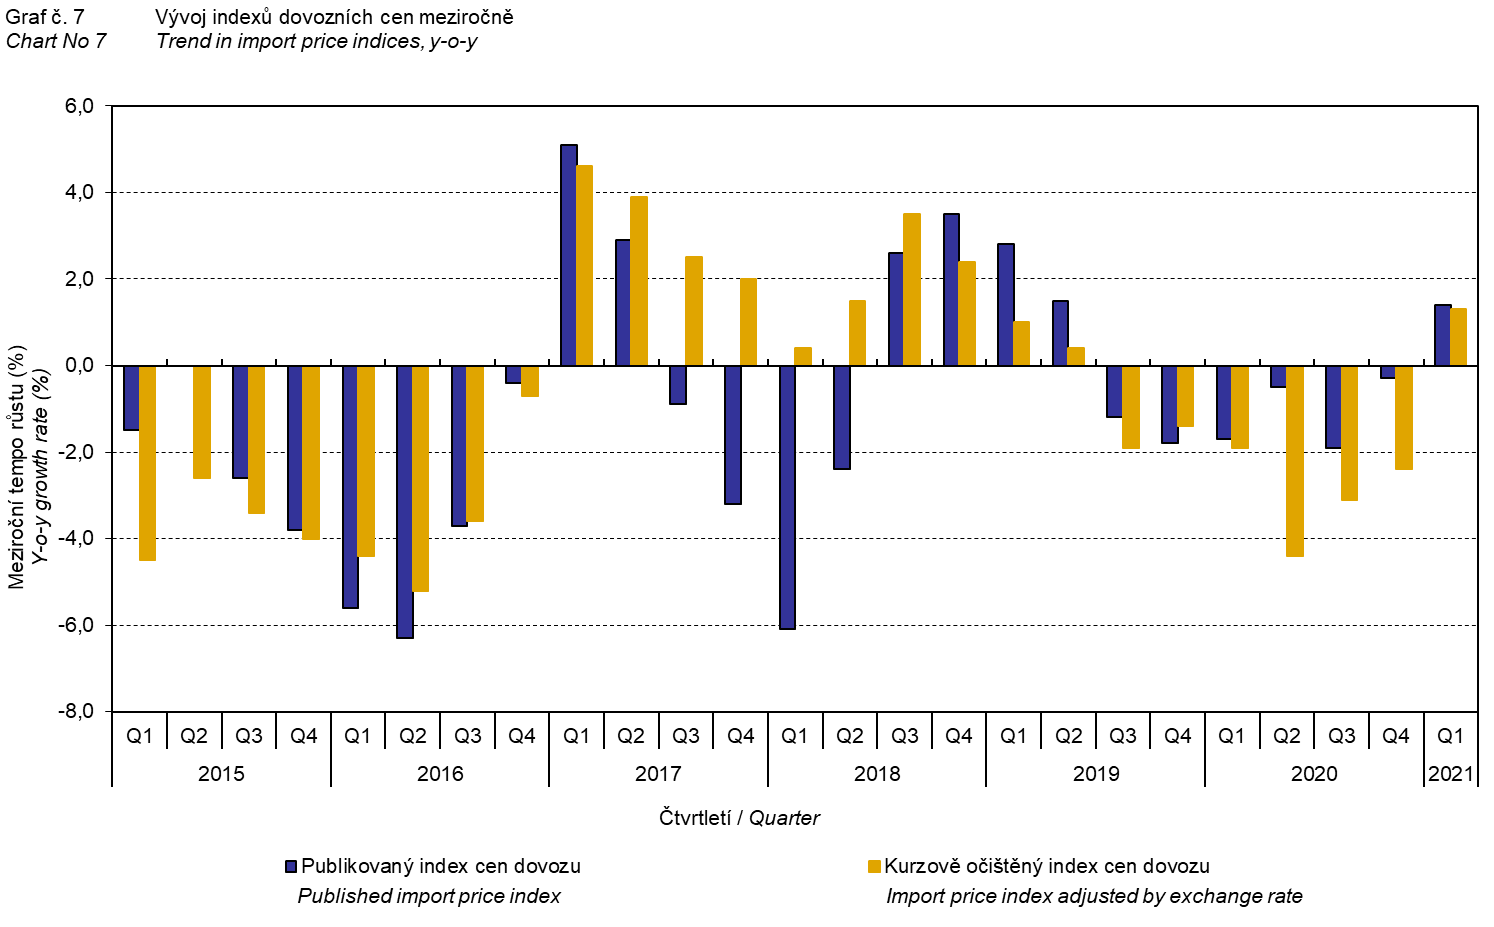 Graf č. 7 Vývoj indexů dovozních cen meziročně
Chart No 7 Trend in import price indices, y-o-y
Meziroční tempo růstu (%)
Y-o-y growth rate (%)
6,0
4,0
2,0
0,0
-2,0
-4,0
-6,0
-8,0
Q1 Q2 Q3 Q4 Q1 Q2 Q3 Q4 Q1 Q2 Q3 Q4 Q1 Q2 Q3 Q4 Q1 Q2 Q3 Q4 Q1 Q2 Q3 Q4 Q1
2015 2016 2017 2018 2019 2020 2021
Čtvrtletí / Quarter
Publikovaný index cen dovozu
Published import price index
Kurzově očištěný index cen dovozu
Import price index adjusted by exchange rate